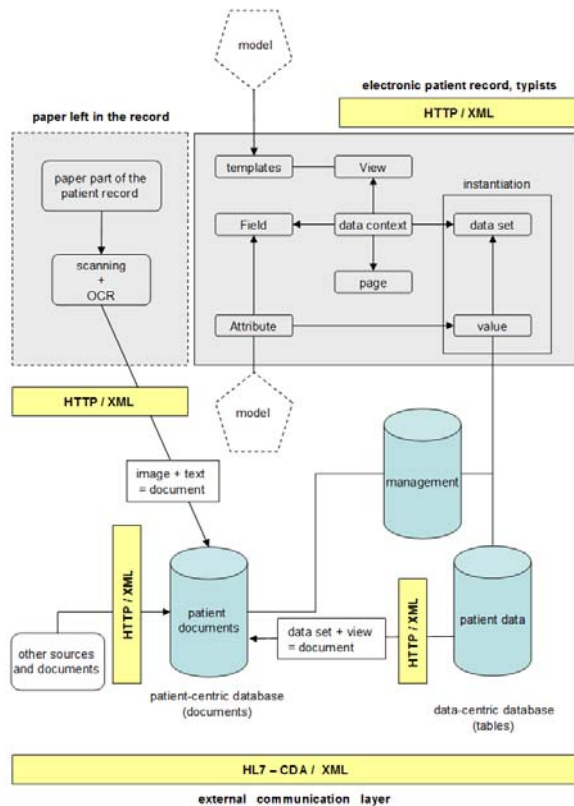 model
electronic patient record, typists
HTTP / XML
paper left in the record
paper part of the
patient record
scanning
+
OCR
templates
View
instantiation
Field
data context
data set
page
Attribute
value
HTTP / XML
model
image + text
= document
management
HTTP / XML
patient
documents
data set + view
= document
HTTP / XML
patient data
other sources
and documents
patient-centric database
(documents)
data-centric database
(tables)
HL7 – CDA / XML
external communication layer